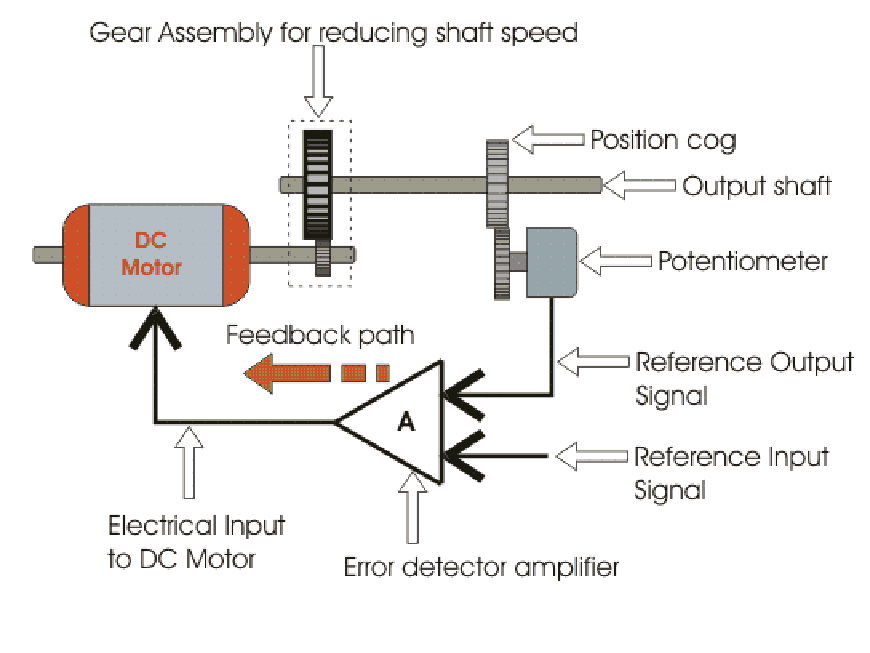 Gear Assembly for reducing shaft speed
Position cog
Output shaft
DC
Motor
Potentiometer
Feedback path
Reference Output
Signal
A
Reference Input
Signal
Electrical Input
to DC Motor
Error detector amplifier